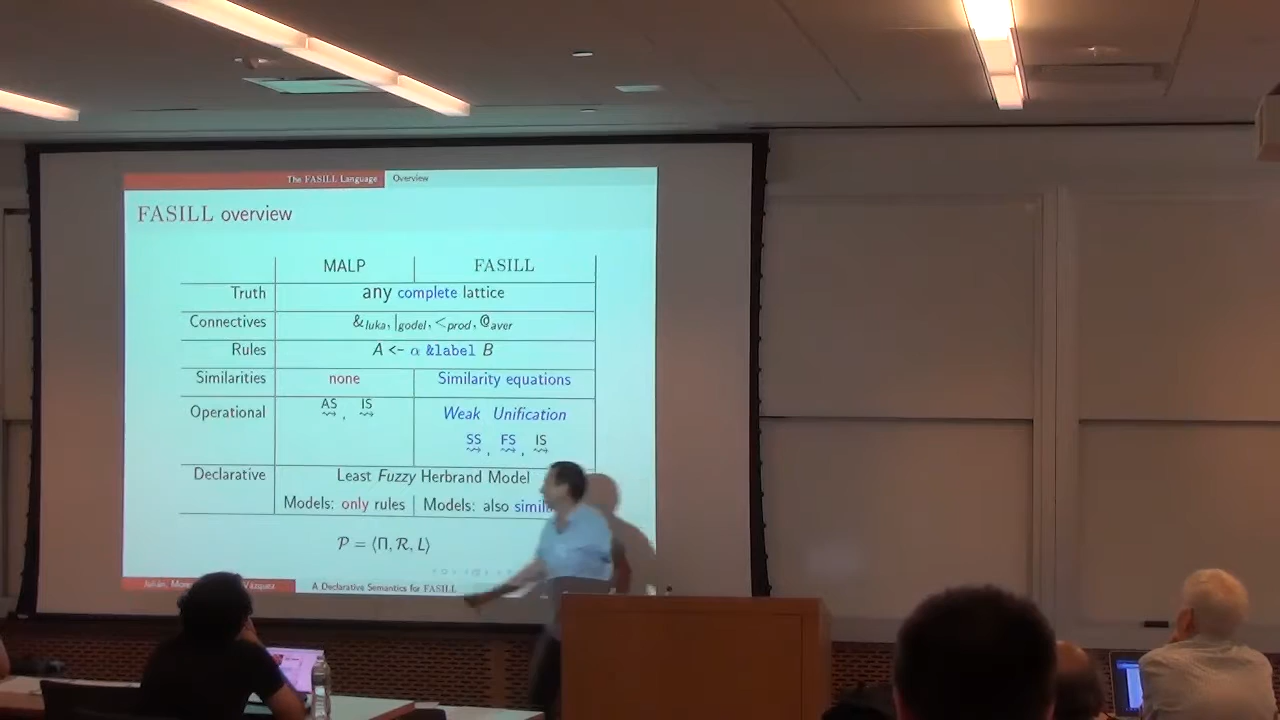 The FASILL Language Overview
FASILL overview
MALP FASILL
Truth any complete lattice
Connectives &luka, |godel, <prod, @aver
Rules A <- α &label B
Similarities none Similarity equations
Operational AS, IS Weak Unification
SS, FS, IS
Declarative Least Fuzzy Herbrand Model
Models: only rules Models: also
P = ⟨Π, R, L⟩
A Declarative Semantics for FASILL